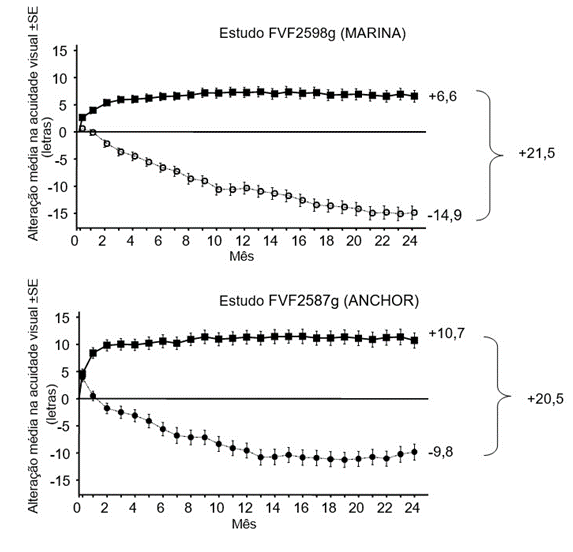 Estudo FVF2598g (MARINA)
Alteração média na acuidade visual ±SE
(letras)
15
10
5
0
-5
-10
-15
+6,6
+21,5
-14,9
0 2 4 6 8 10 12 14 16 18 20 22 24
Mês
Estudo FVF2587g (ANCHOR)
Alteração média na acuidade visual ±SE
(letras)
15
10
5
0
-5
-10
-15
+10,7
+20,5
-9,8
0 2 4 6 8 10 12 14 16 18 20 22 24
Mês